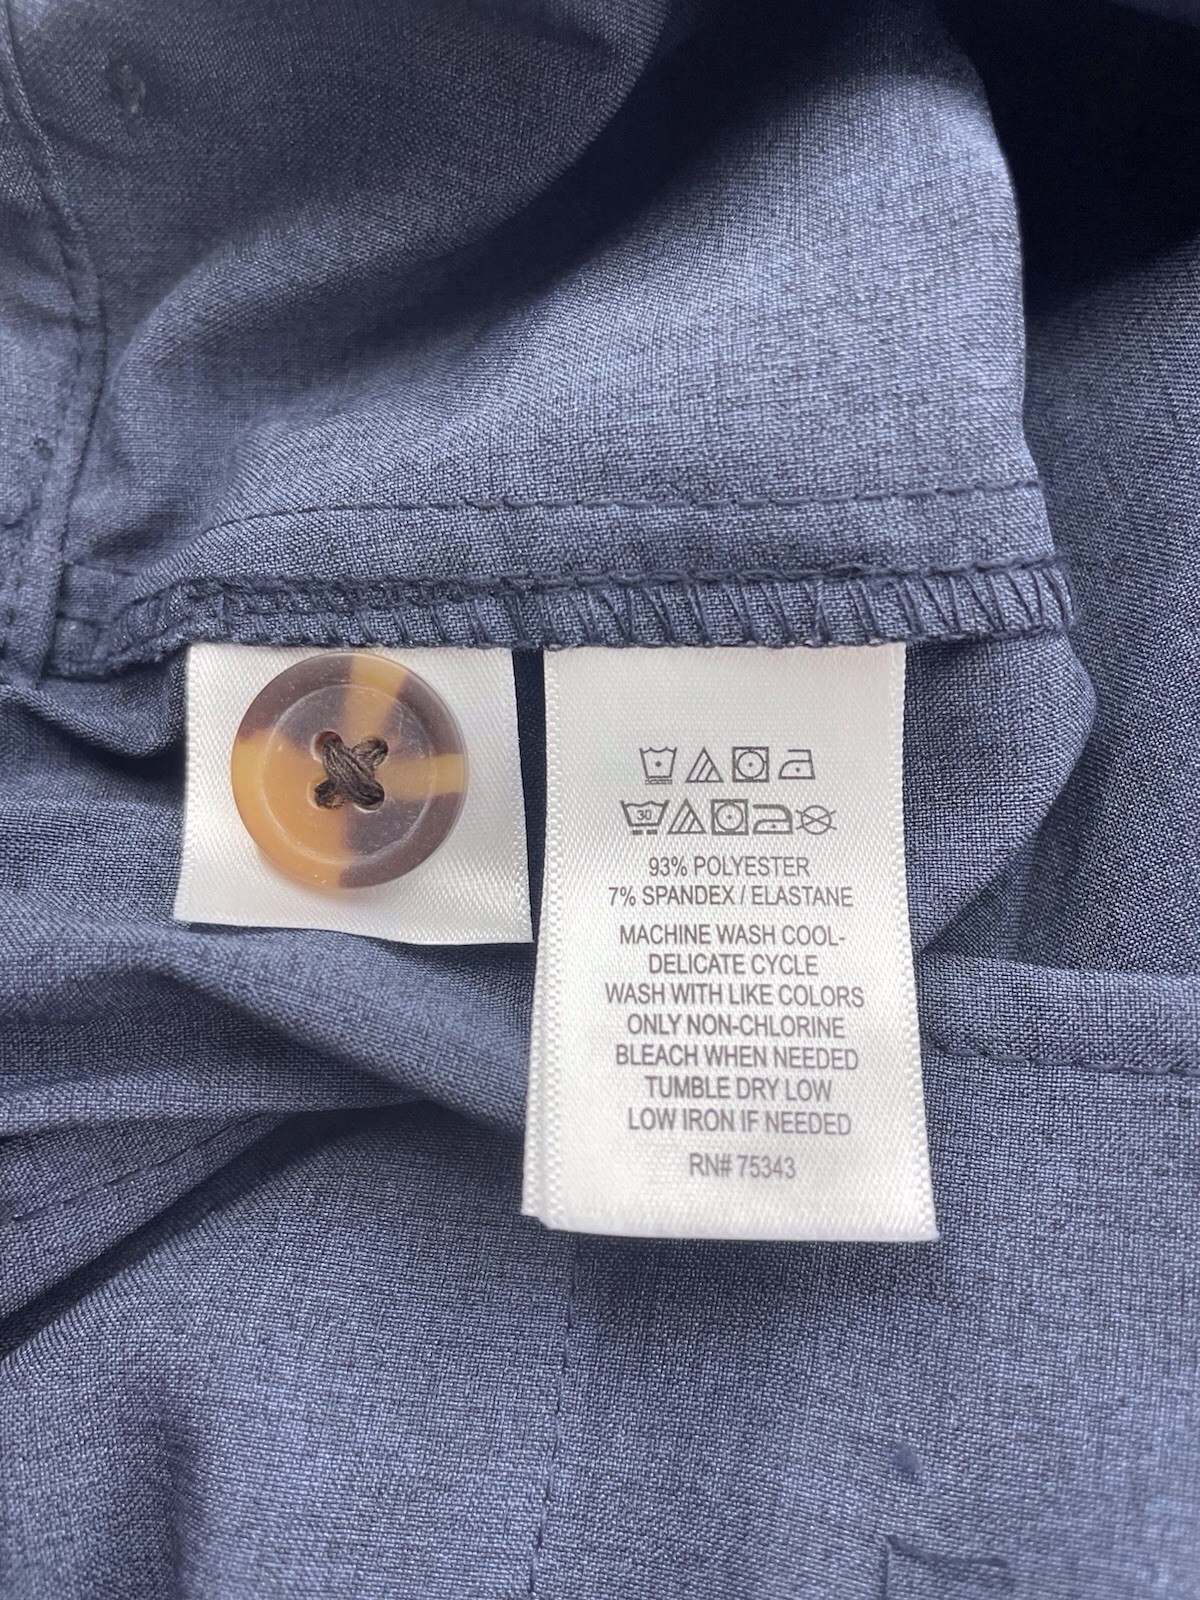 30
93% POLYESTER
7% SPANDEX / ELASTANE
MACHINE WASH COOL-
DELICATE CYCLE
WASH WITH LIKE COLORS
ONLY NON-CHLORINE
BLEACH WHEN NEEDED
TUMBLE DRY LOW
LOW IRON IF NEEDED
RN# 75343